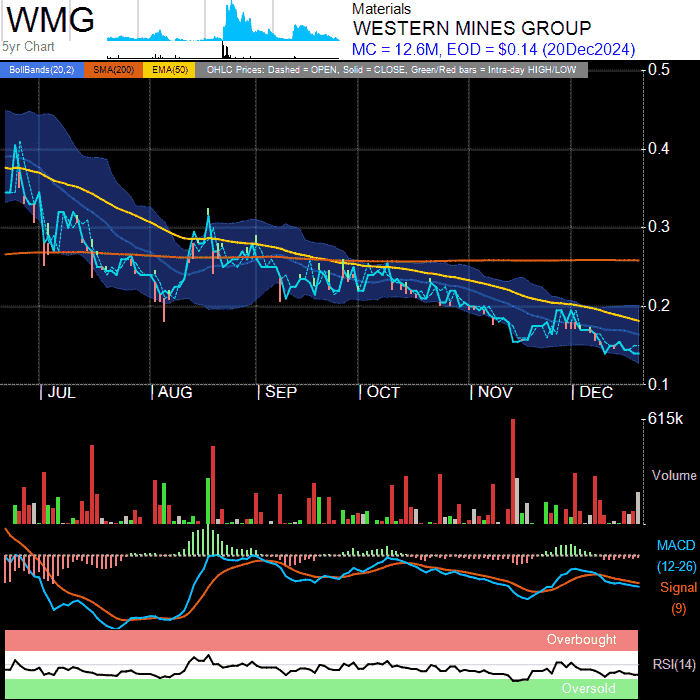 WMG
5yr Chart
Materials
WESTERN MINES GROUP
MC = 12.6M, EOD = $0.14 (20Dec2024)
BollBands(20,2) SMA(200) EMA(50) OHLC Prices: Dashed = OPEN, Solid = CLOSE, Green/Red bars = Intra-day HIGH/LOW
0.5
0.4
0.3
0.2
0.1
JUL AUG SEP OCT NOV DEC
615k
Volume
MACD
(12-26)
Signal
(9)
Overbought
RSI(14)
Oversold